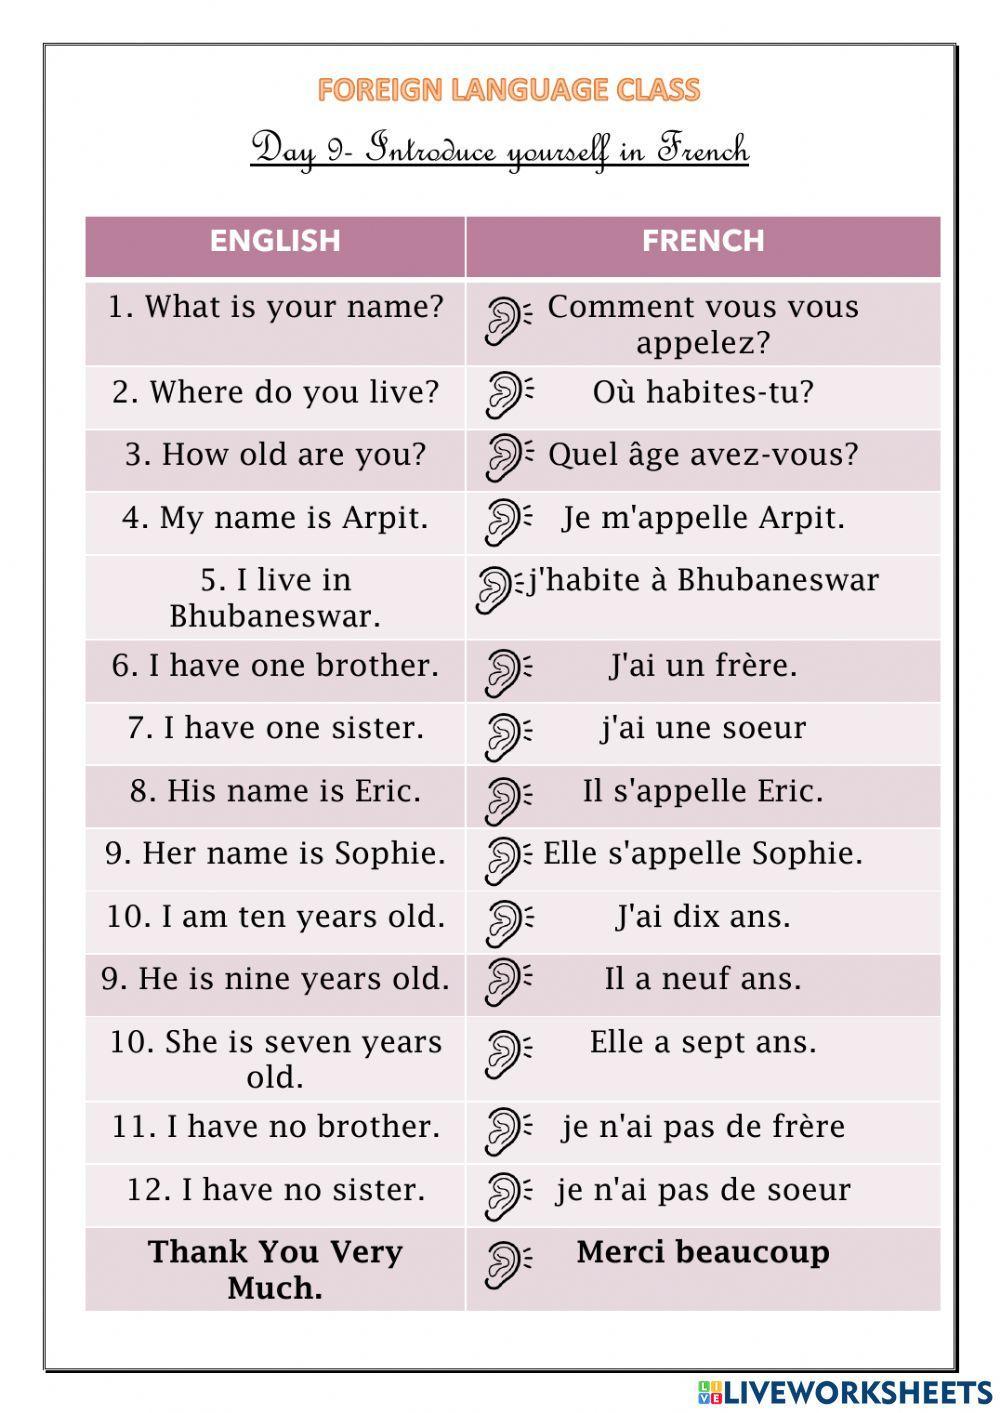 FOREIGN LANGUAGE CLASS
Day 9- Introduce yourself in French
ENGLISH
FRENCH
1. What is your name?
Comment vous vous
appelez?
2. Where do you live?
Où habites-tu?
3. How old are you?
Quel âge avez-vous?
4. My name is Arpit.
Je m'appelle Arpit.
5. I live in
Bhubaneswar.
j'habite à Bhubaneswar
6. I have one brother.
J'ai un frère.
7. I have one sister.
j'ai une soeur
8. His name is Eric.
Il s'appelle Eric.
9. Her name is Sophie.
Elle s'appelle Sophie.
10. I am ten years old.
J'ai dix ans.
9. He is nine years old.
Il a neuf ans.
10. She is seven years
old.
Elle a sept ans.
11. I have no brother.
je n'ai pas de frère
12. I have no sister.
je n'ai pas de soeur
Thank You Very
Much.
Merci beaucoup
LIVE LIVEWORKSHEETS